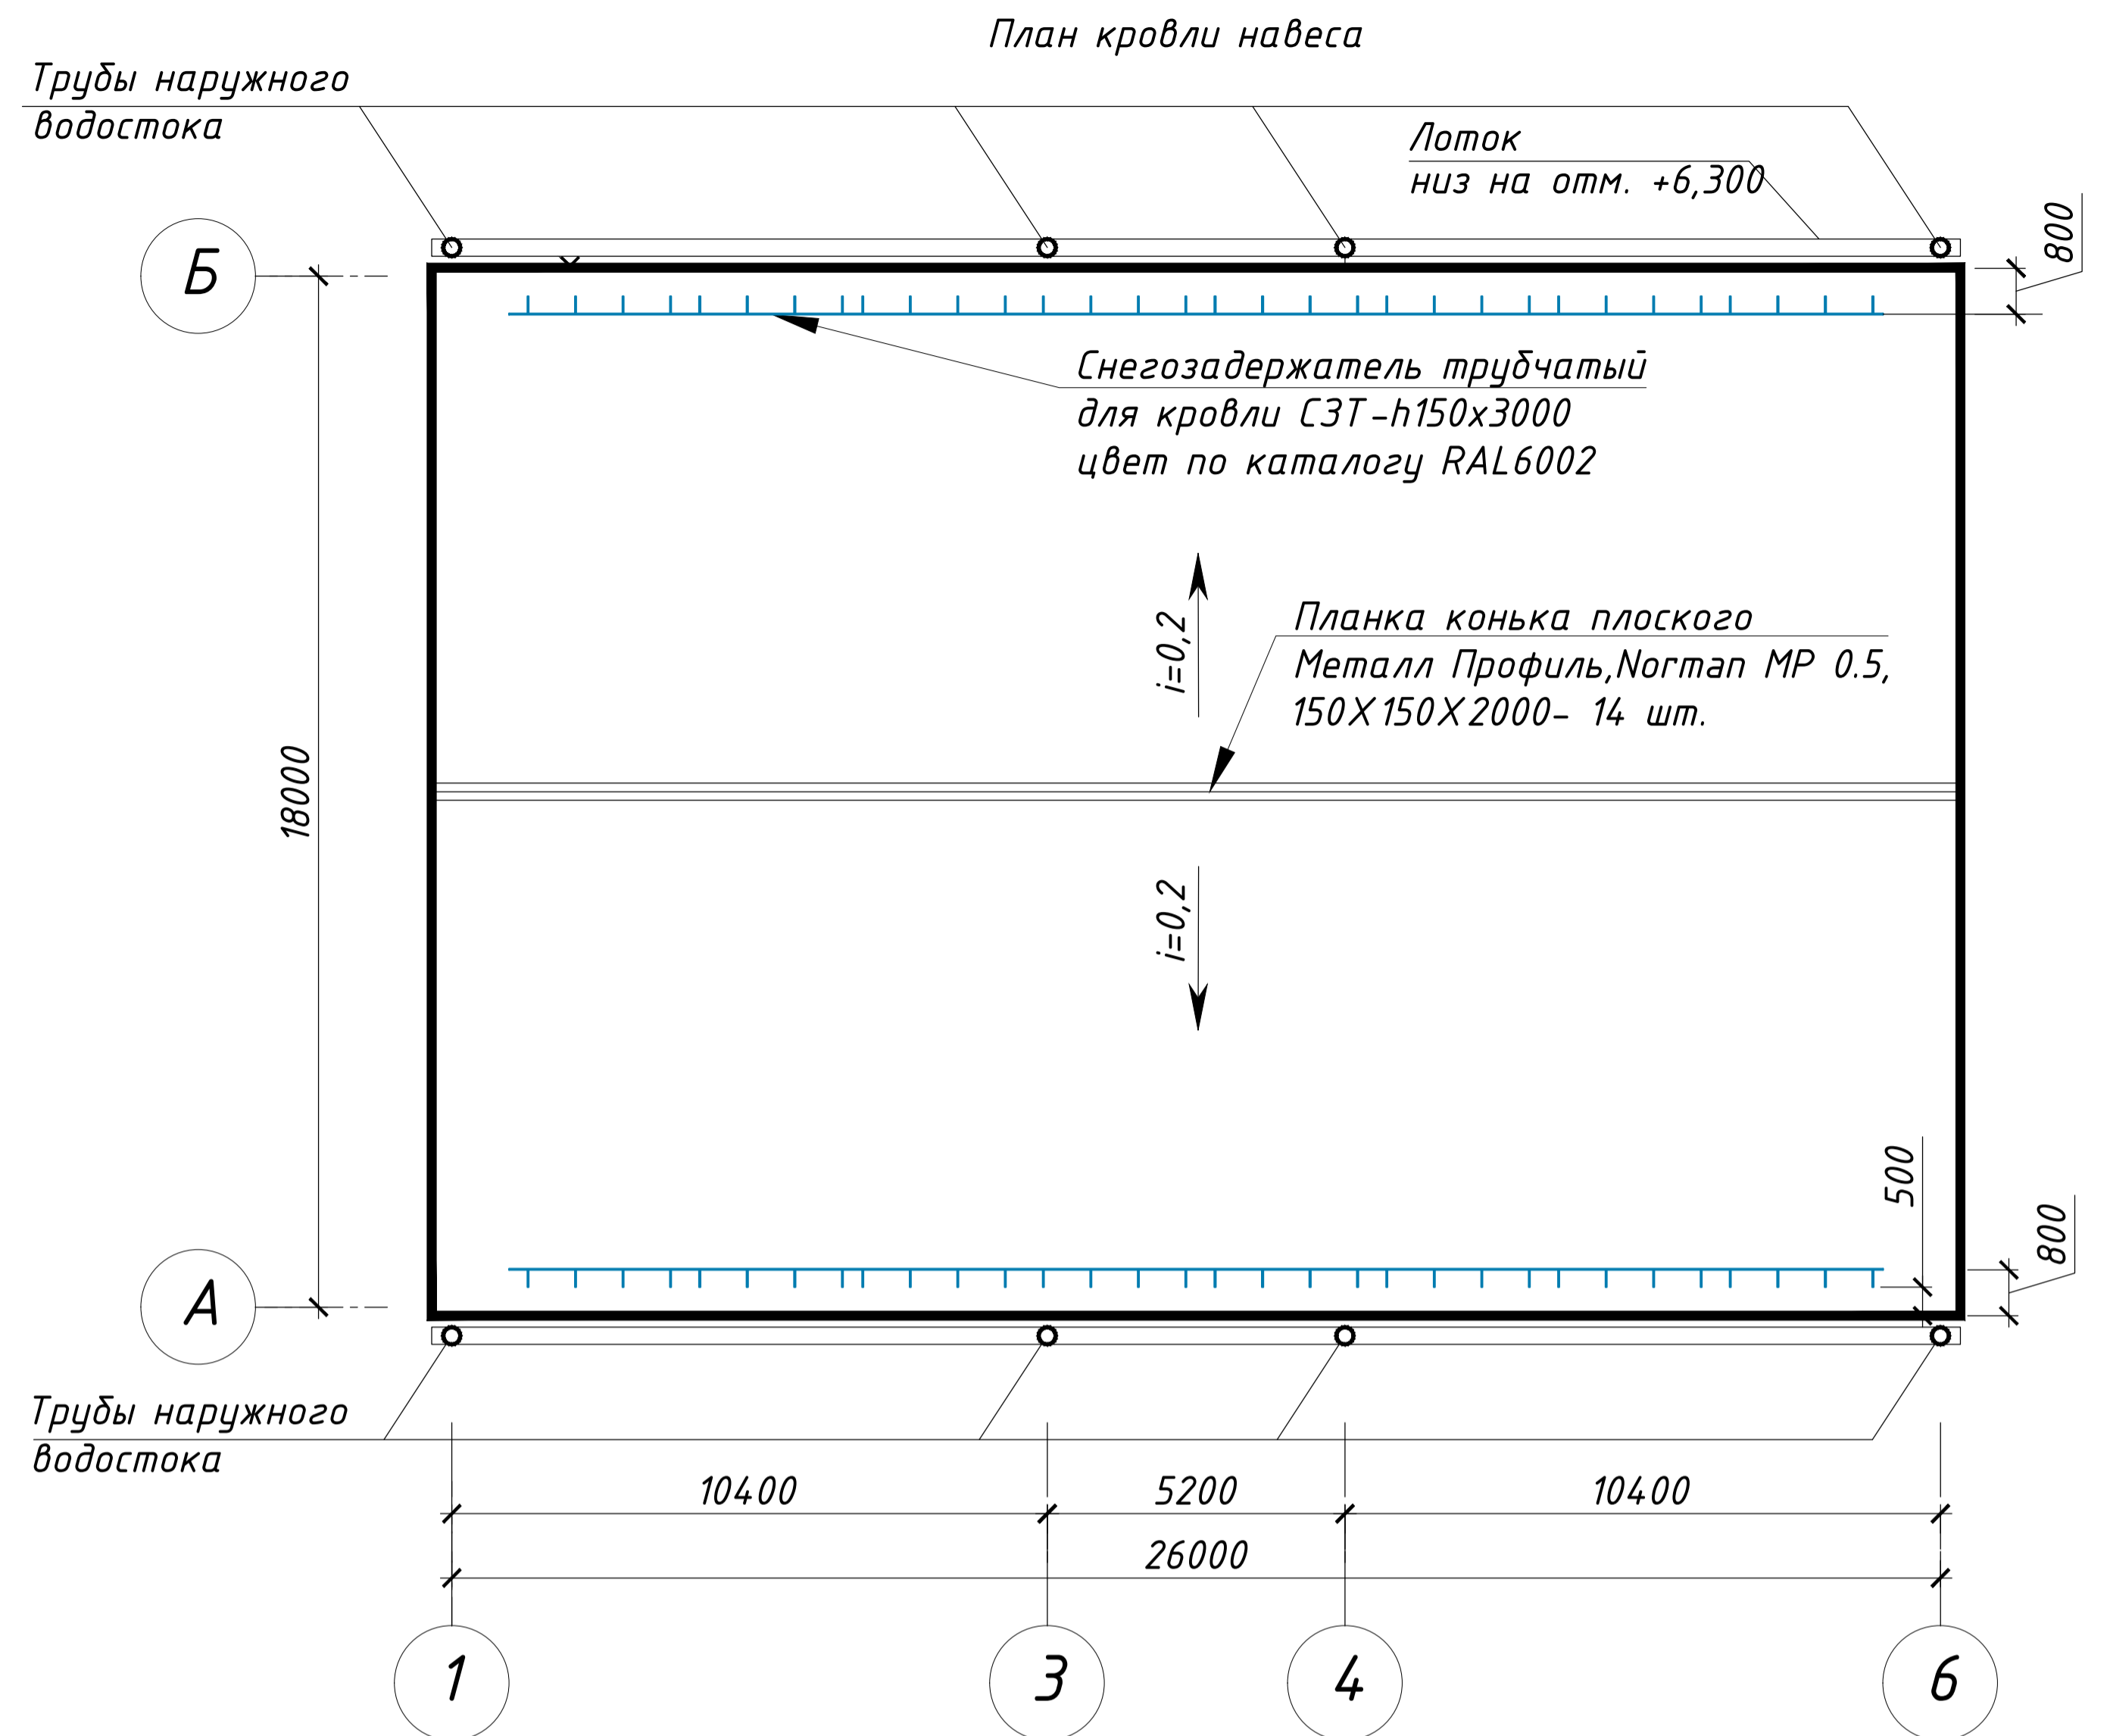 План кровли навеса
Трубы наружного
водостока
Лоток
низ на отм. +6,300
800
Б
Снегозадержатель трубчатый
для кровли СЗТ-h150x3000
цвет по каталогу RAL6002
i=0,2
Планка конька плоского
Металл Профиль,Norman МР 0.5,
150X150X2000- 14 шт.
18000
i=0,2
500
800
А
Трубы наружного
водостока
10400
5200
10400
26000
1
3
4
6